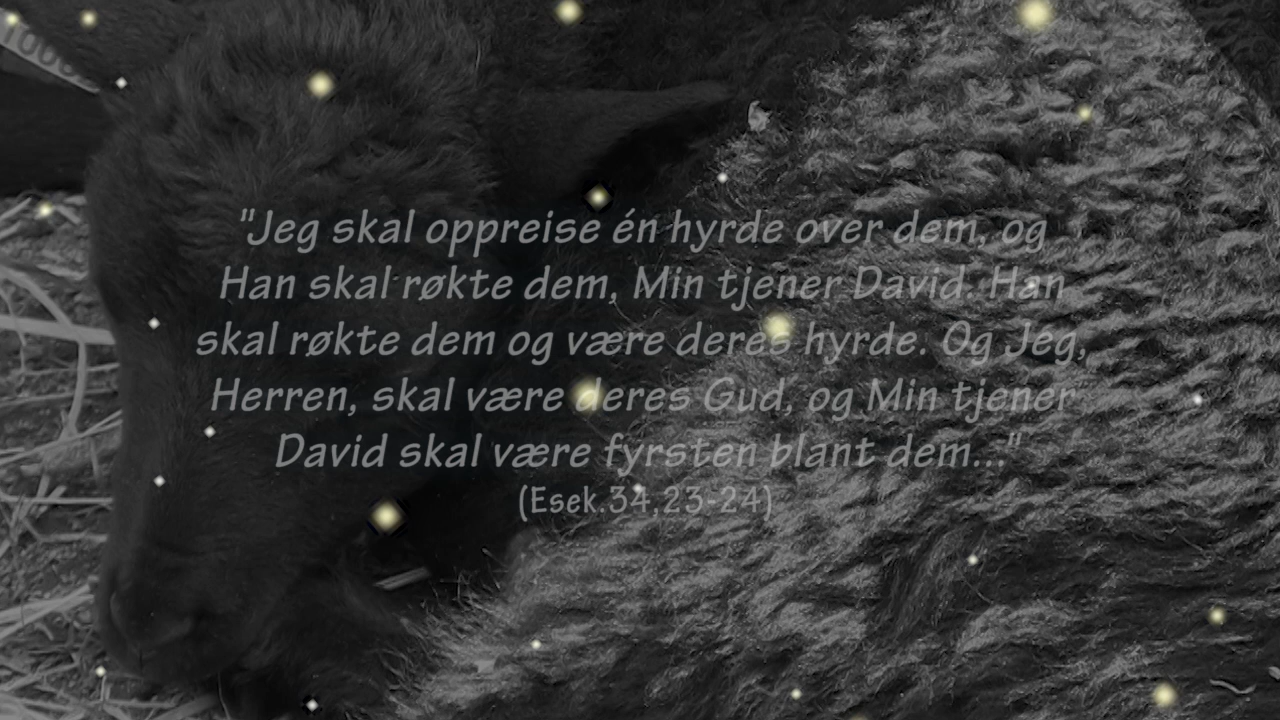 "Jeg skal oppreise én hyrde over dem, og
Han skal røkte dem, Min tjener David. Han
skal røkte dem og være deres hyrde. Og Jeg,
Herren, skal være deres Gud, og Min tjener
David skal være fyrsten blant dem..."
(Esek.34,23-24)